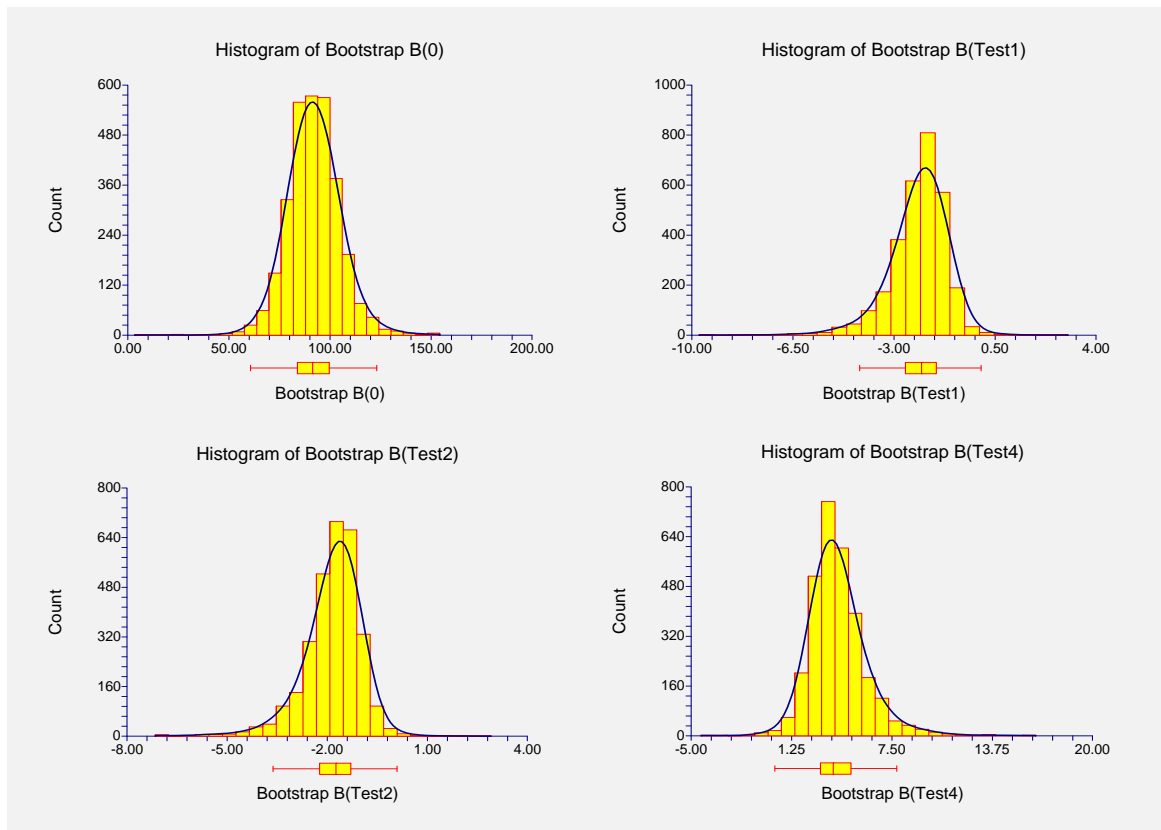 Histogram of Bootstrap B(0)
600
480
360
240
120
0
Count
0.00 50.00 100.00 150.00 200.00
Bootstrap B(0)
Histogram of Bootstrap B(Test1)
1000
800
600
400
200
0
Count
-10.00 -6.50 -3.00 0.50 4.00
Bootstrap B(Test1)
Histogram of Bootstrap B(Test2)
800
640
480
320
160
0
Count
-8.00 -5.00 -2.00 1.00 4.00
Bootstrap B(Test2)
Histogram of Bootstrap B(Test4)
800
640
480
320
160
0
Count
-5.00 1.25 7.50 13.75 20.00
Bootstrap B(Test4)